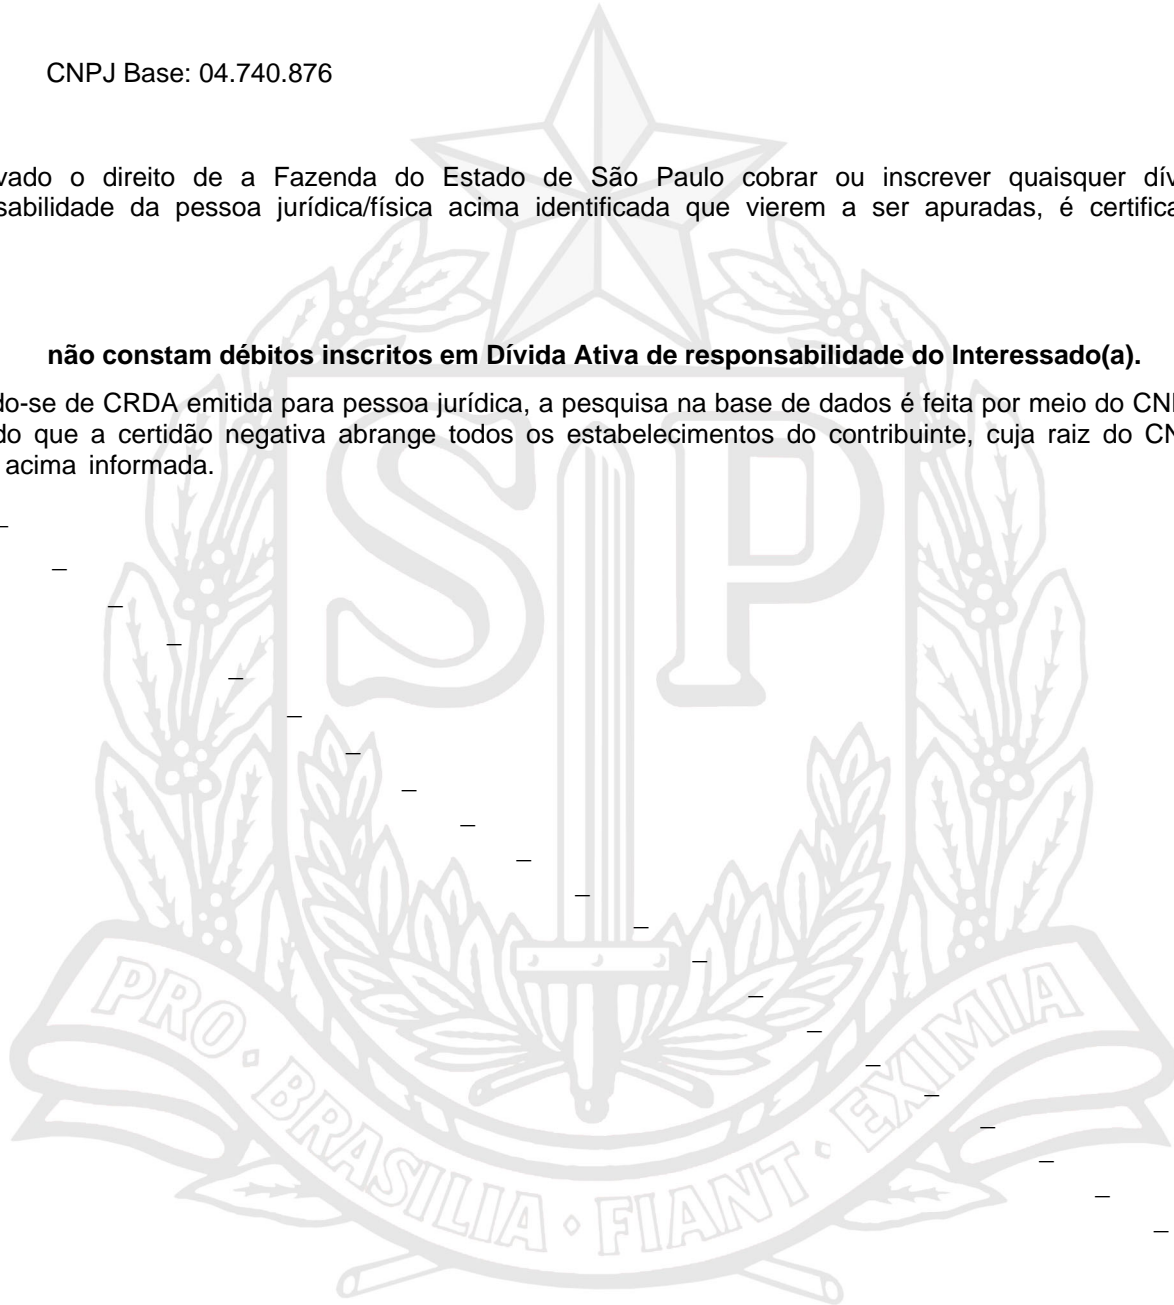 CNPJ Base: 04.740.876
vado o direito de a Fazenda do Estado de São Paulo cobrar ou inscrever quaisquer dív
sabilidade da pessoa jurídica/física acima identificada que vierem a ser apuradas, é certifica
não constam débitos inscritos em Dívida Ativa de responsabilidade do Interessado(a).
do-se de CRDA emitida para pessoa jurídica, a pesquisa na base de dados é feita por meio do CN
do que a certidão negativa abrange todos os estabelecimentos do contribuinte, cuja raiz do CN
acima informada.
SP
PRO · BRASILIA · FIANT · EXIMIA